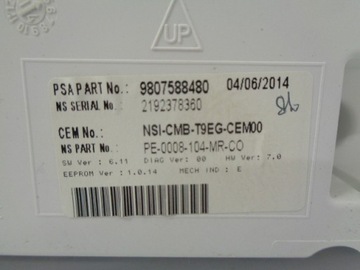 UP
PSA PART No.: 9807588480 04/06/2014
NS SERIAL No.: 2192378360
CEM No.: NSI-CMB-T9EG-CEM00
NS PART No.: PE-0008-104-MR-CO
SW Ver : 6.11 DIAG Ver: 00 HW Ver: 7.0
EEPROM Ver : 1.0.14 MECH IND : E